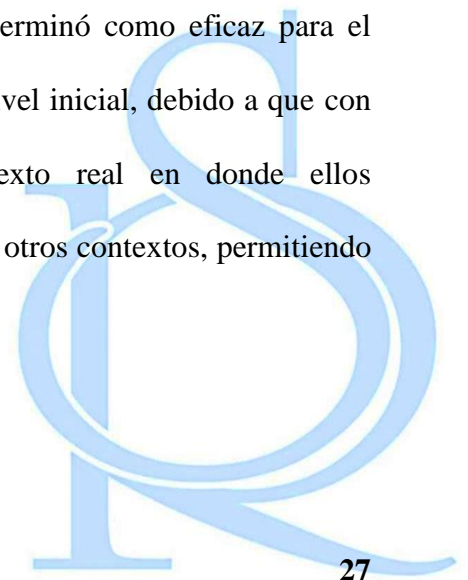 erminó como eficaz para el
vel inicial, debido a que con
exto real en donde ellos
otros contextos, permitiendo
27